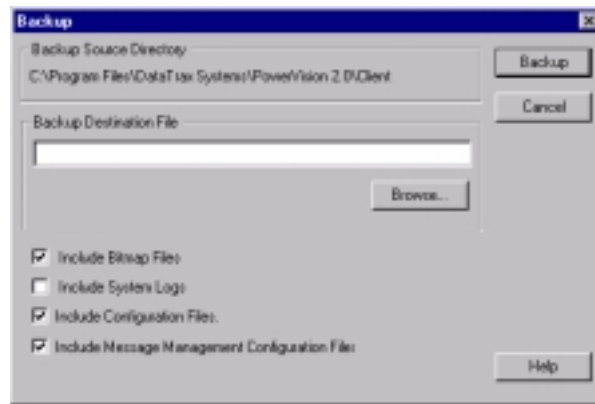 Backup
Backup Source Directory
C:\Program Files\DataTrax Systems\PowerVision 2.0\Client
Backup
Cancel
Backup Destination File
Browse...
Include Bitmap Files
Include System Logs
Include Configuration Files.
Include Message Management Configuration Files
Help